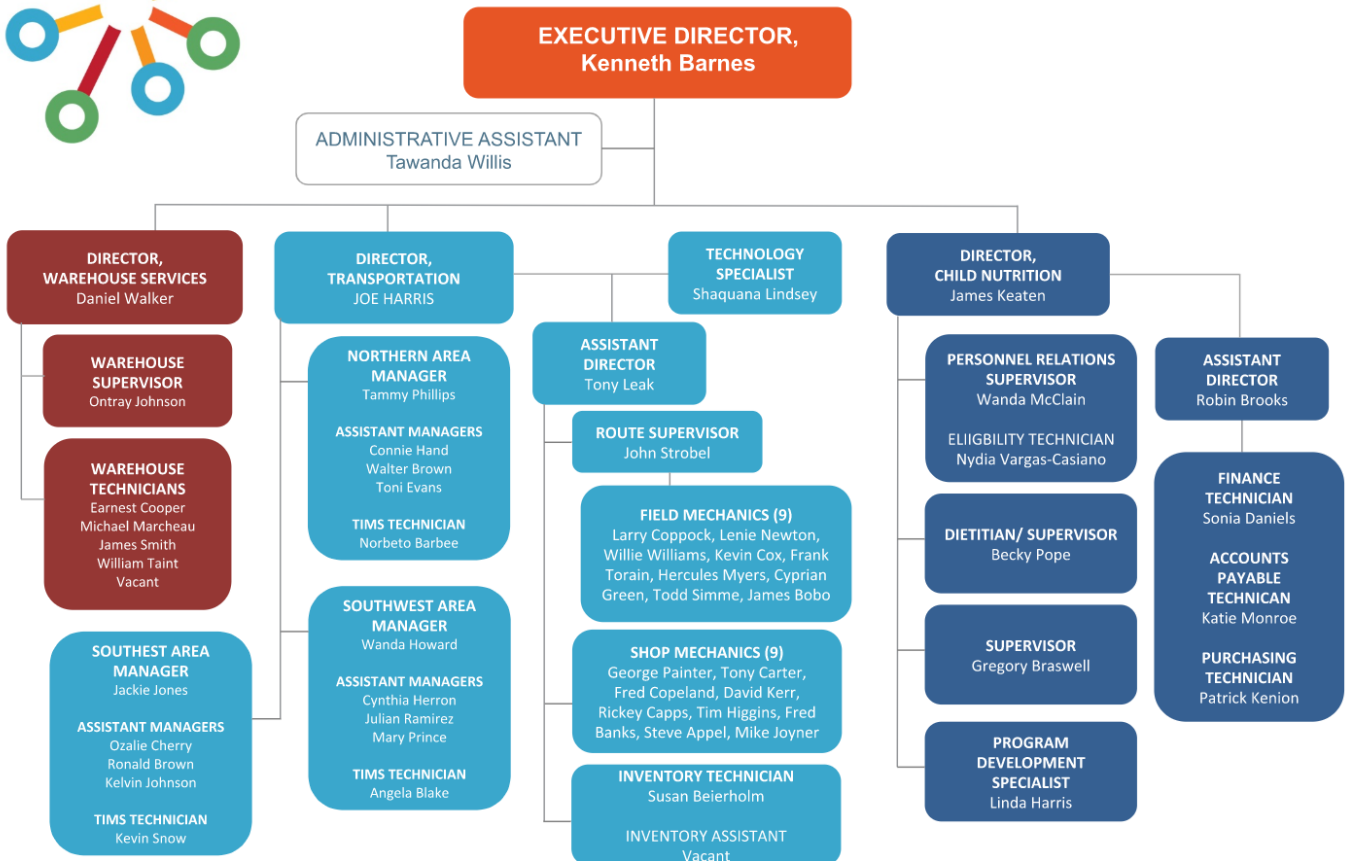 EXECUTIVE DIRECTOR,
Kenneth Barnes
ADMINISTRATIVE ASSISTANT
Tawanda Willis
DIRECTOR,
WAREHOUSE SERVICES
Daniel Walker
WAREHOUSE
SUPERVISOR
Ontray Johnson
WAREHOUSE
TECHNICIANS
Earnest Cooper
Michael Marcheau
James Smith
William Taint
Vacant
DIRECTOR,
TRANSPORTATION
JOE HARRIS
TECHNOLOGY
SPECIALIST
Shaquana Lindsey
NORTHERN AREA
MANAGER
Tammy Phillips
ASSISTANT MANAGERS
Connie Hand
Walter Brown
Toni Evans
TIMS TECHNICIAN
Norbeto Barbee
SOUTHWEST AREA
MANAGER
Wanda Howard
ASSISTANT MANAGERS
Cynthia Herron
Julian Ramirez
Mary Prince
TIMS TECHNICIAN
Angela Blake
SOUTHEST AREA
MANAGER
Jackie Jones
ASSISTANT MANAGERS
Ozalie Cherry
Ronald Brown
Kelvin Johnson
TIMS TECHNICIAN
Kevin Snow
ASSISTANT
DIRECTOR
Tony Leak
ROUTE SUPERVISOR
John Strobel
FIELD MECHANICS (9)
Larry Coppock, Lenie Newton,
Willie Williams, Kevin Cox, Frank
Torain, Hercules Myers, Cyprian
Green, Todd Simme, James Bobo
SHOP MECHANICS (9)
George Painter, Tony Carter,
Fred Copeland, David Kerr,
Rickey Capps, Tim Higgins, Fred
Banks, Steve Appel, Mike Joyner
INVENTORY TECHNICIAN
Susan Beierholm
INVENTORY ASSISTANT
Vacant
DIRECTOR,
CHILD NUTRITION
James Keaten
PERSONNEL RELATIONS
SUPERVISOR
Wanda McClain
ELIIGBILITY TECHNICIAN
Nydia Vargas-Casiano
DIETITIAN/ SUPERVISOR
Becky Pope
SUPERVISOR
Gregory Braswell
PROGRAM
DEVELOPMENT
SPECIALIST
Linda Harris
ASSISTANT
DIRECTOR
Robin Brooks
FINANCE
TECHNICIAN
Sonia Daniels
ACCOUNTS
PAYABLE
TECHNICAN
Katie Monroe
PURCHASING
TECHNICIAN
Patrick Kenion